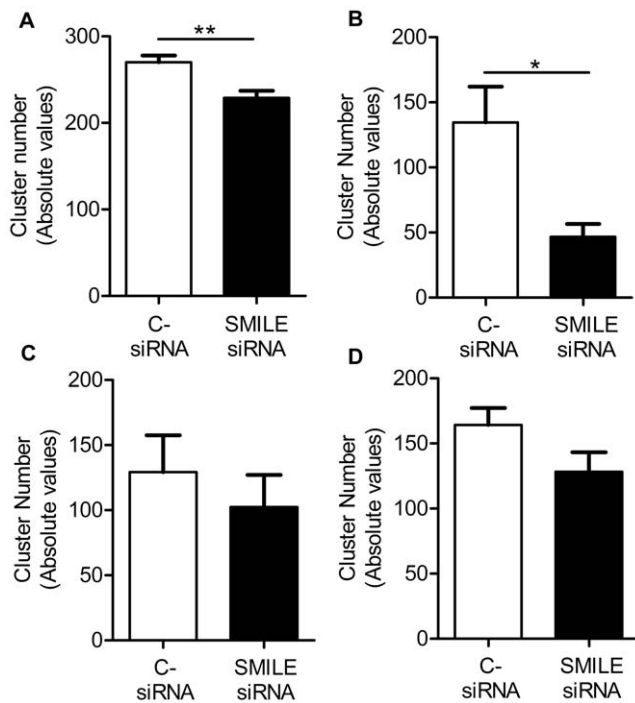 A
Cluster number
(Absolute values)
300
200
100
0
**
C-
siRNA
SMILE
siRNA
B
Cluster Number
(Absolute values)
200
150
100
50
0
*
C-
siRNA
SMILE
siRNA
C
Cluster Number
(Absolute values)
200
150
100
50
0
C-
siRNA
SMILE
siRNA
D
Cluster Number
(Absolute values)
200
150
100
50
0
C-
siRNA
SMILE
siRNA